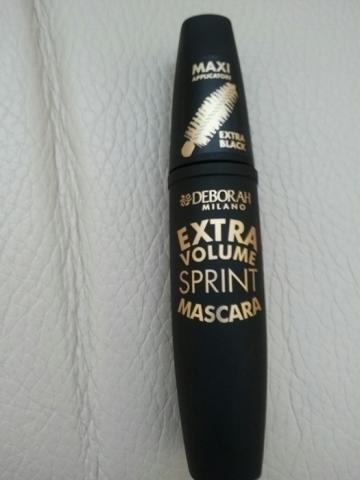 MAXI
APPLICATORE
EXTRA
BLACK
DEBORAH
MILANO
EXTRA
VOLUME
SPRINT
MASCARA